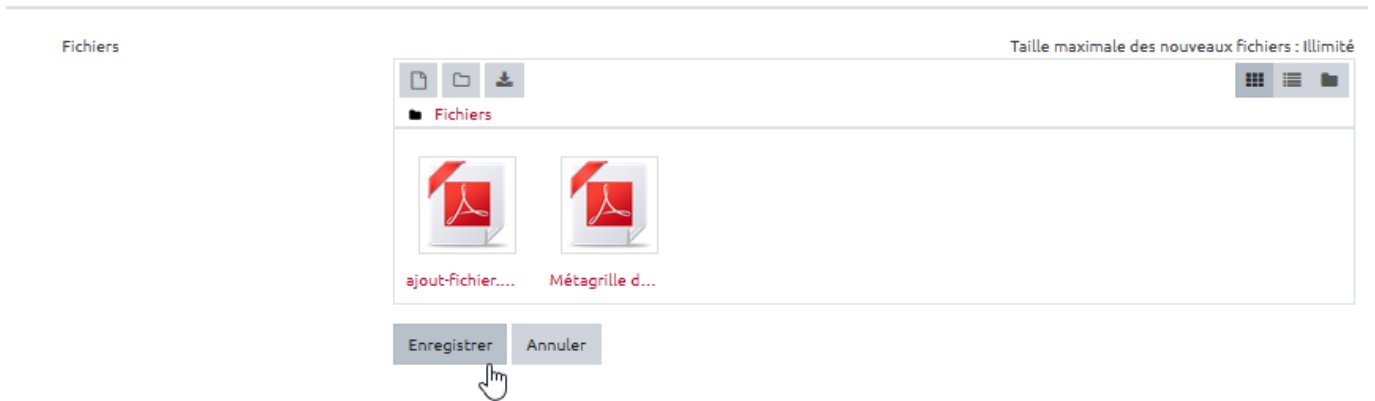 Fichiers
Taille maximale des nouveaux fichiers : Illimité
Fichiers
ajout-fichier....
Métagrille d...
Enregistrer
Annuler